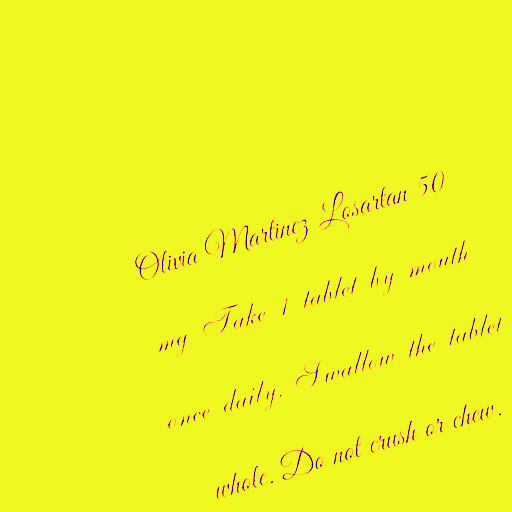 Olivia Martinez Losartan 50
mg Take 1 tablet by mouth
once daily. Swallow the tablet
whole. Do not crush or chew.